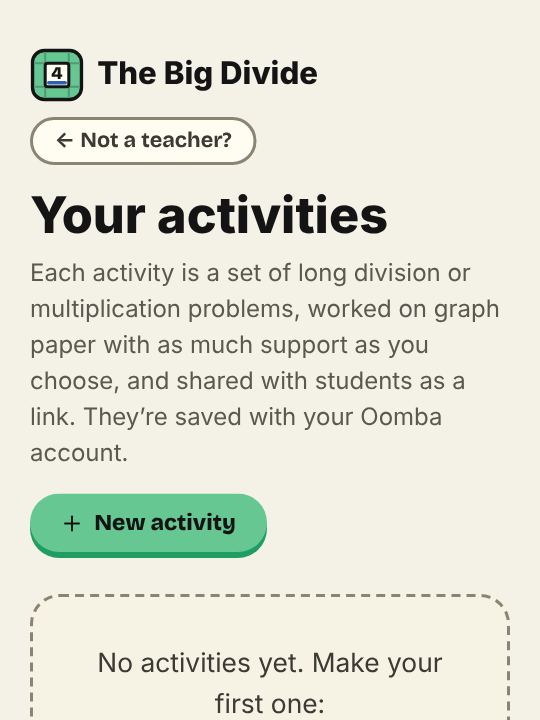 4
The Big Divide
← Not a teacher?
Your activities
Each activity is a set of long division or
multiplication problems, worked on graph
paper with as much support as you
choose, and shared with students as a
link. They’re saved with your Oomba
account.
+ New activity
No activities yet. Make your
first one: